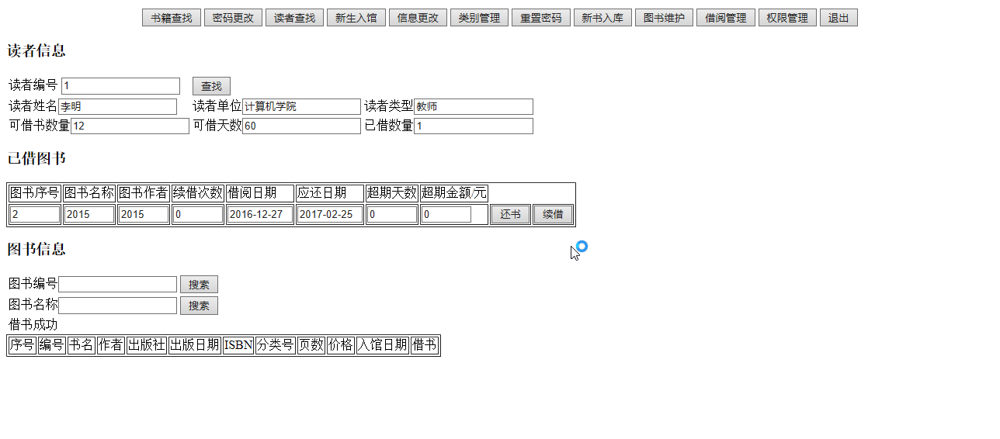 书籍查找 密码更改 读者查找 新生入馆 信息更改 类别管理 重置密码 新书入库 图书维护 借阅管理 权限管理 退出
读者信息
读者编号 1 查找
读者姓名 李明 读者单位 计算机学院 读者类型 教师
可借书数量 12 可借天数 60 已借数量 1
已借图书
图书序号 图书名称 图书作者 续借次数 借阅日期 应还日期 超期天数 超期金额/元
2 2015 2015 0 2016-12-27 2017-02-25 0 0 还书 续借
图书信息
图书编号 搜索
图书名称 搜索
借书成功
序号 编号 书名 作者 出版社 出版日期 ISBN 分类号 页数 价格 入馆日期 借书